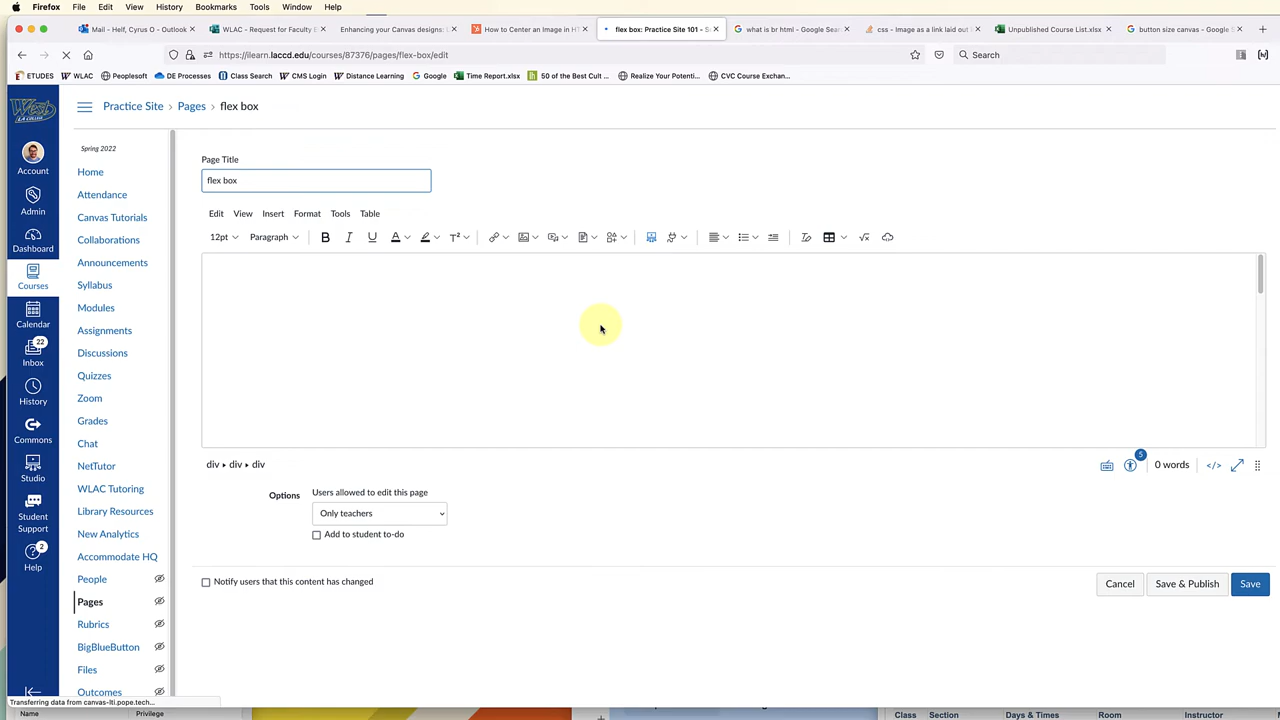 Firefox File Edit View History Bookmarks Tools Window Help
Mail - Helf, Cyrus O - Outlook × WLAC - Request for Faculty E × Enhancing your Canvas designs: × How to Center an Image in HT × flex box: Practice Site 101 - S × what is br html - Google Sear × css - Image as a link laid out × Unpublished Course List.xlsx × button size canvas - Google S ×
https://learn.laccd.edu/courses/87376/pages/flex-box/edit Search
ETUDES WLAC Peoplesoft DE Processes Class Search CMS Login Distance Learning Google Time Report.xlsx 50 of the Best Cult ... Realize Your Potenti... CVC Course Exchan...
West
LA COLLEGE
Practice Site › Pages › flex box
Account
Admin
Dashboard
Courses
Calendar
22
Inbox
History
Commons
Studio
Student
Support
2
Help
Spring 2022
Home
Attendance
Canvas Tutorials
Collaborations
Announcements
Syllabus
Modules
Assignments
Discussions
Quizzes
Zoom
Grades
Chat
NetTutor
WLAC Tutoring
Library Resources
New Analytics
Accommodate HQ
People
Pages
Rubrics
BigBlueButton
Files
Outcomes
Page Title
flex box
Edit View Insert Format Tools Table
12pt Paragraph B I U A T²
div ▸ div ▸ div
5
0 words </>
Options Users allowed to edit this page
Only teachers
Add to student to-do
Notify users that this content has changed
Cancel Save & Publish Save
Transferring data from canvas-lti.pope.tech...
Name Privilege
Class Section Days & Times Room Instructor